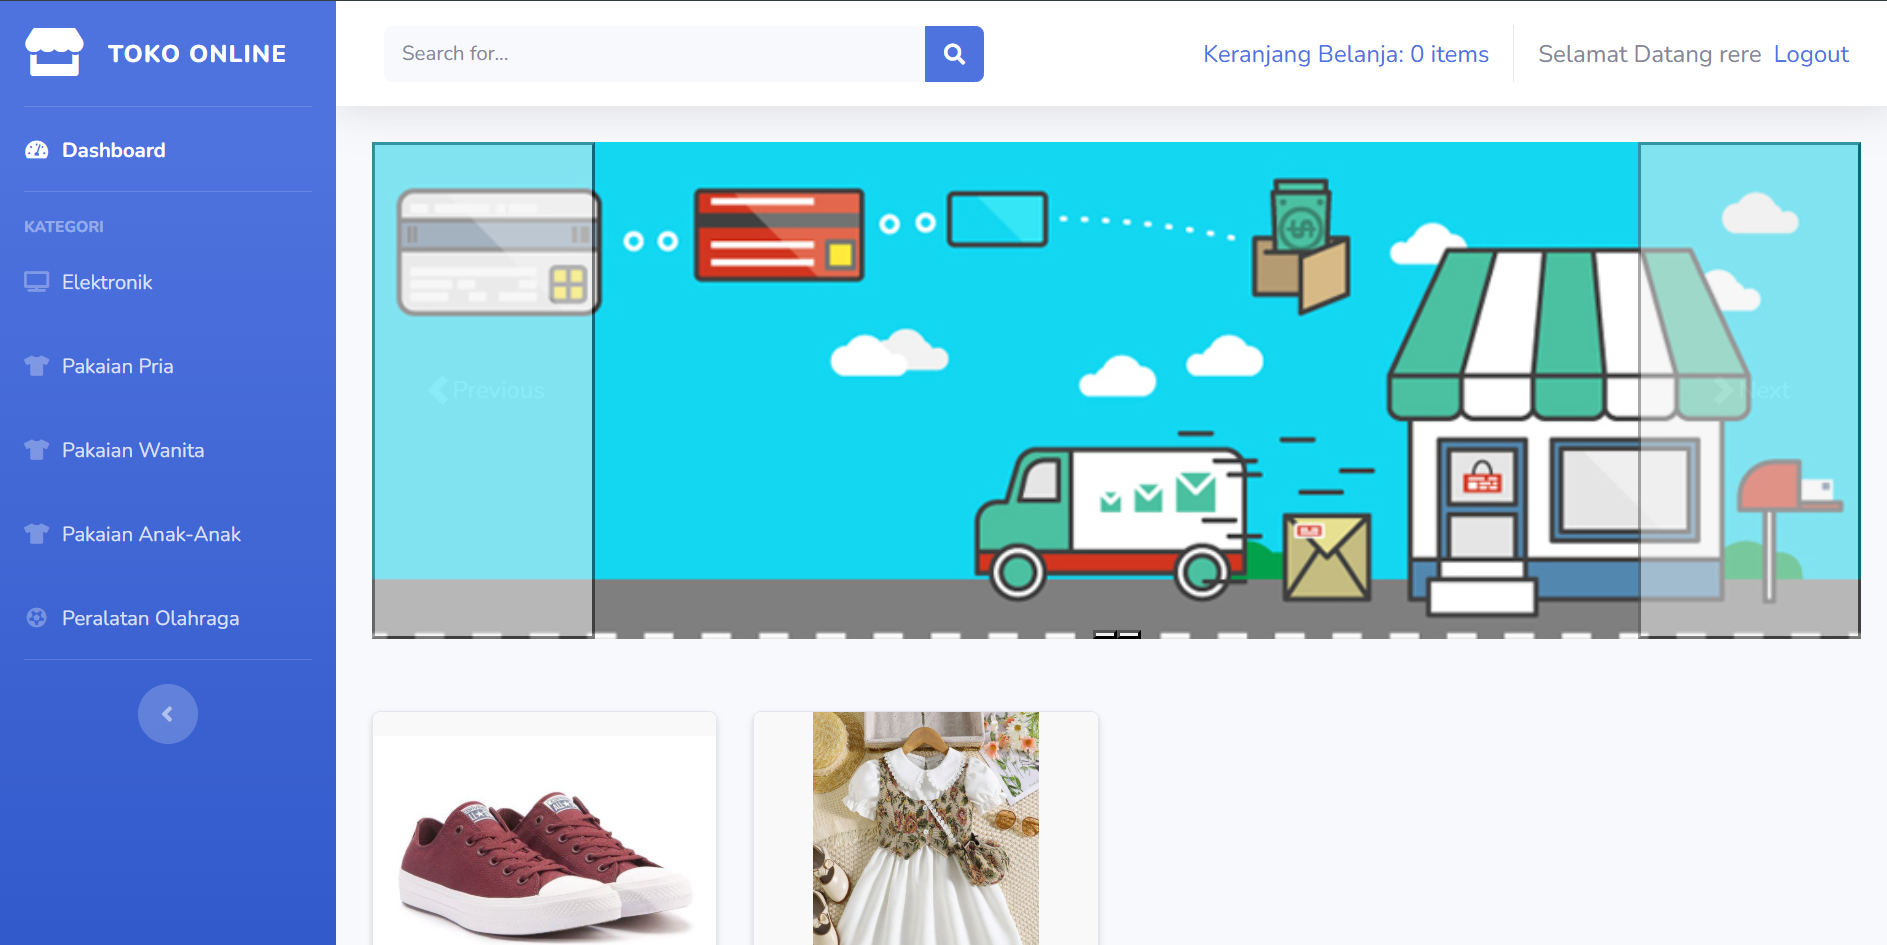 TOKO ONLINE
Search for...
Keranjang Belanja: 0 items
Selamat Datang rere Logout
Dashboard
KATEGORI
Elektronik
Pakaian Pria
Pakaian Wanita
Pakaian Anak-Anak
Peralatan Olahraga
Previous
Next